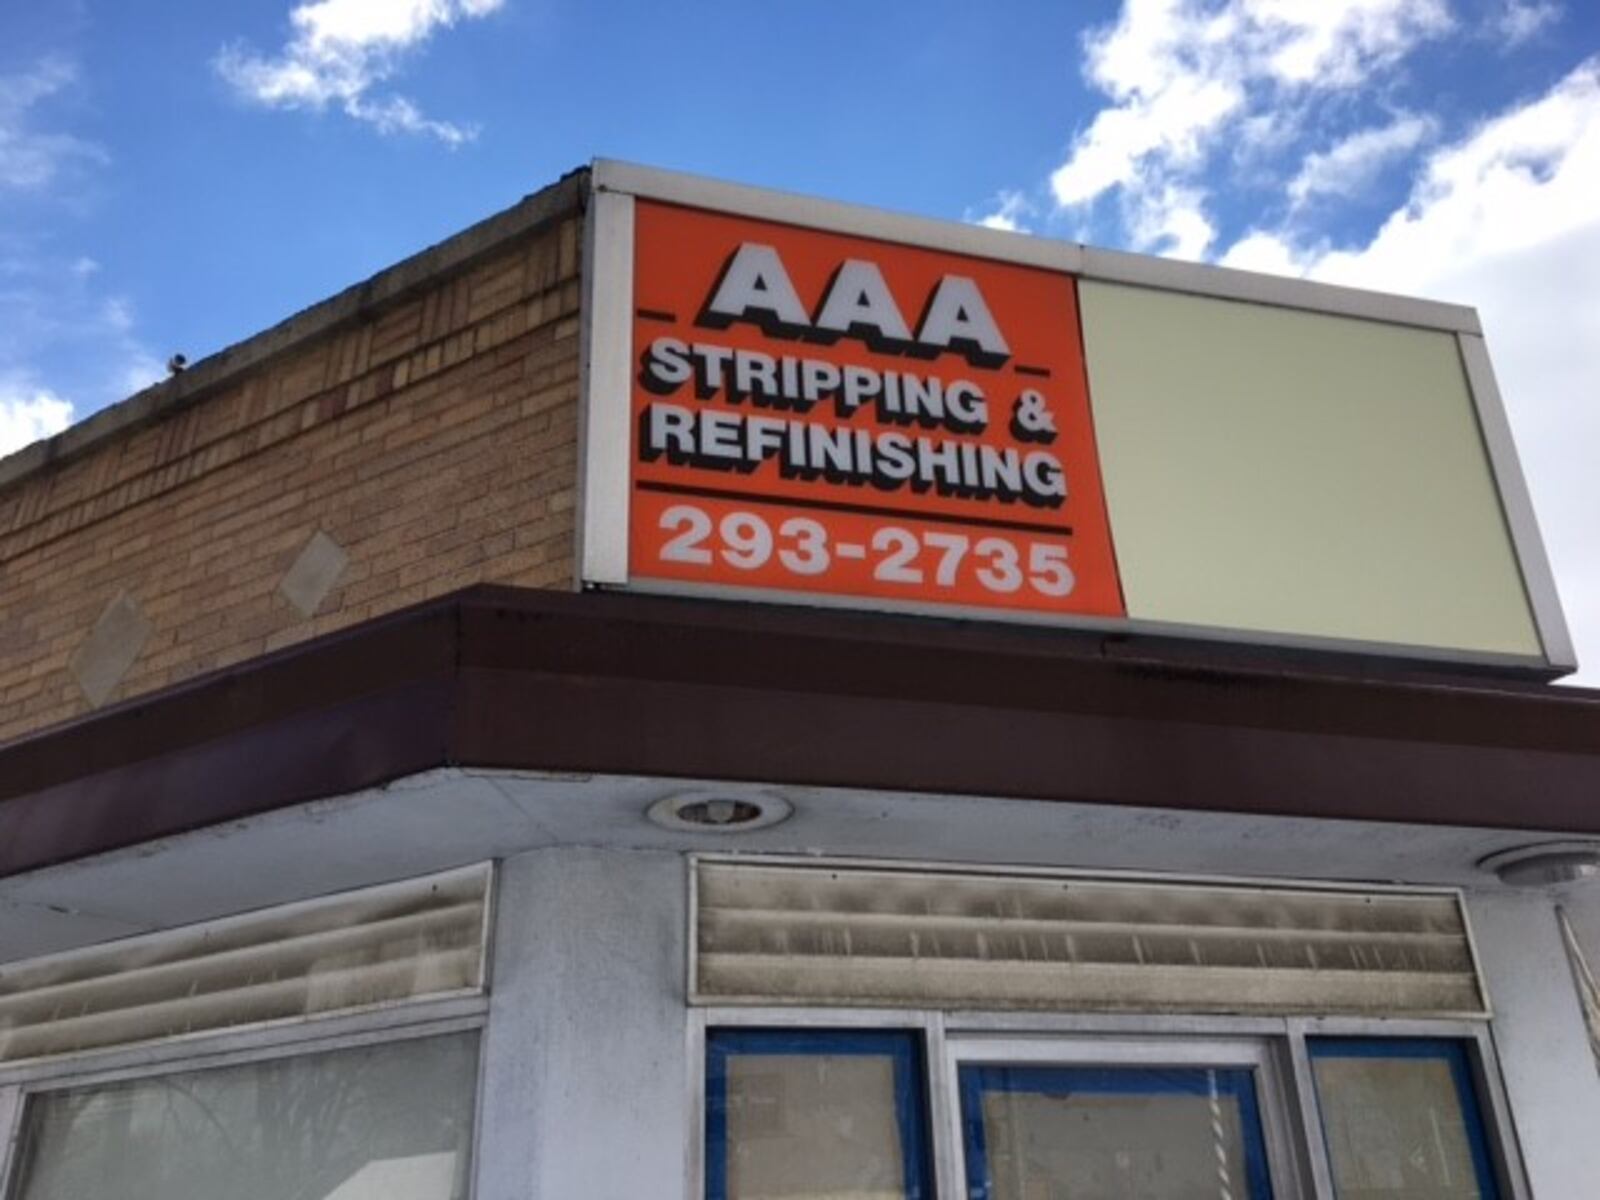 AAA
STRIPPING &
REFINISHING
293-2735